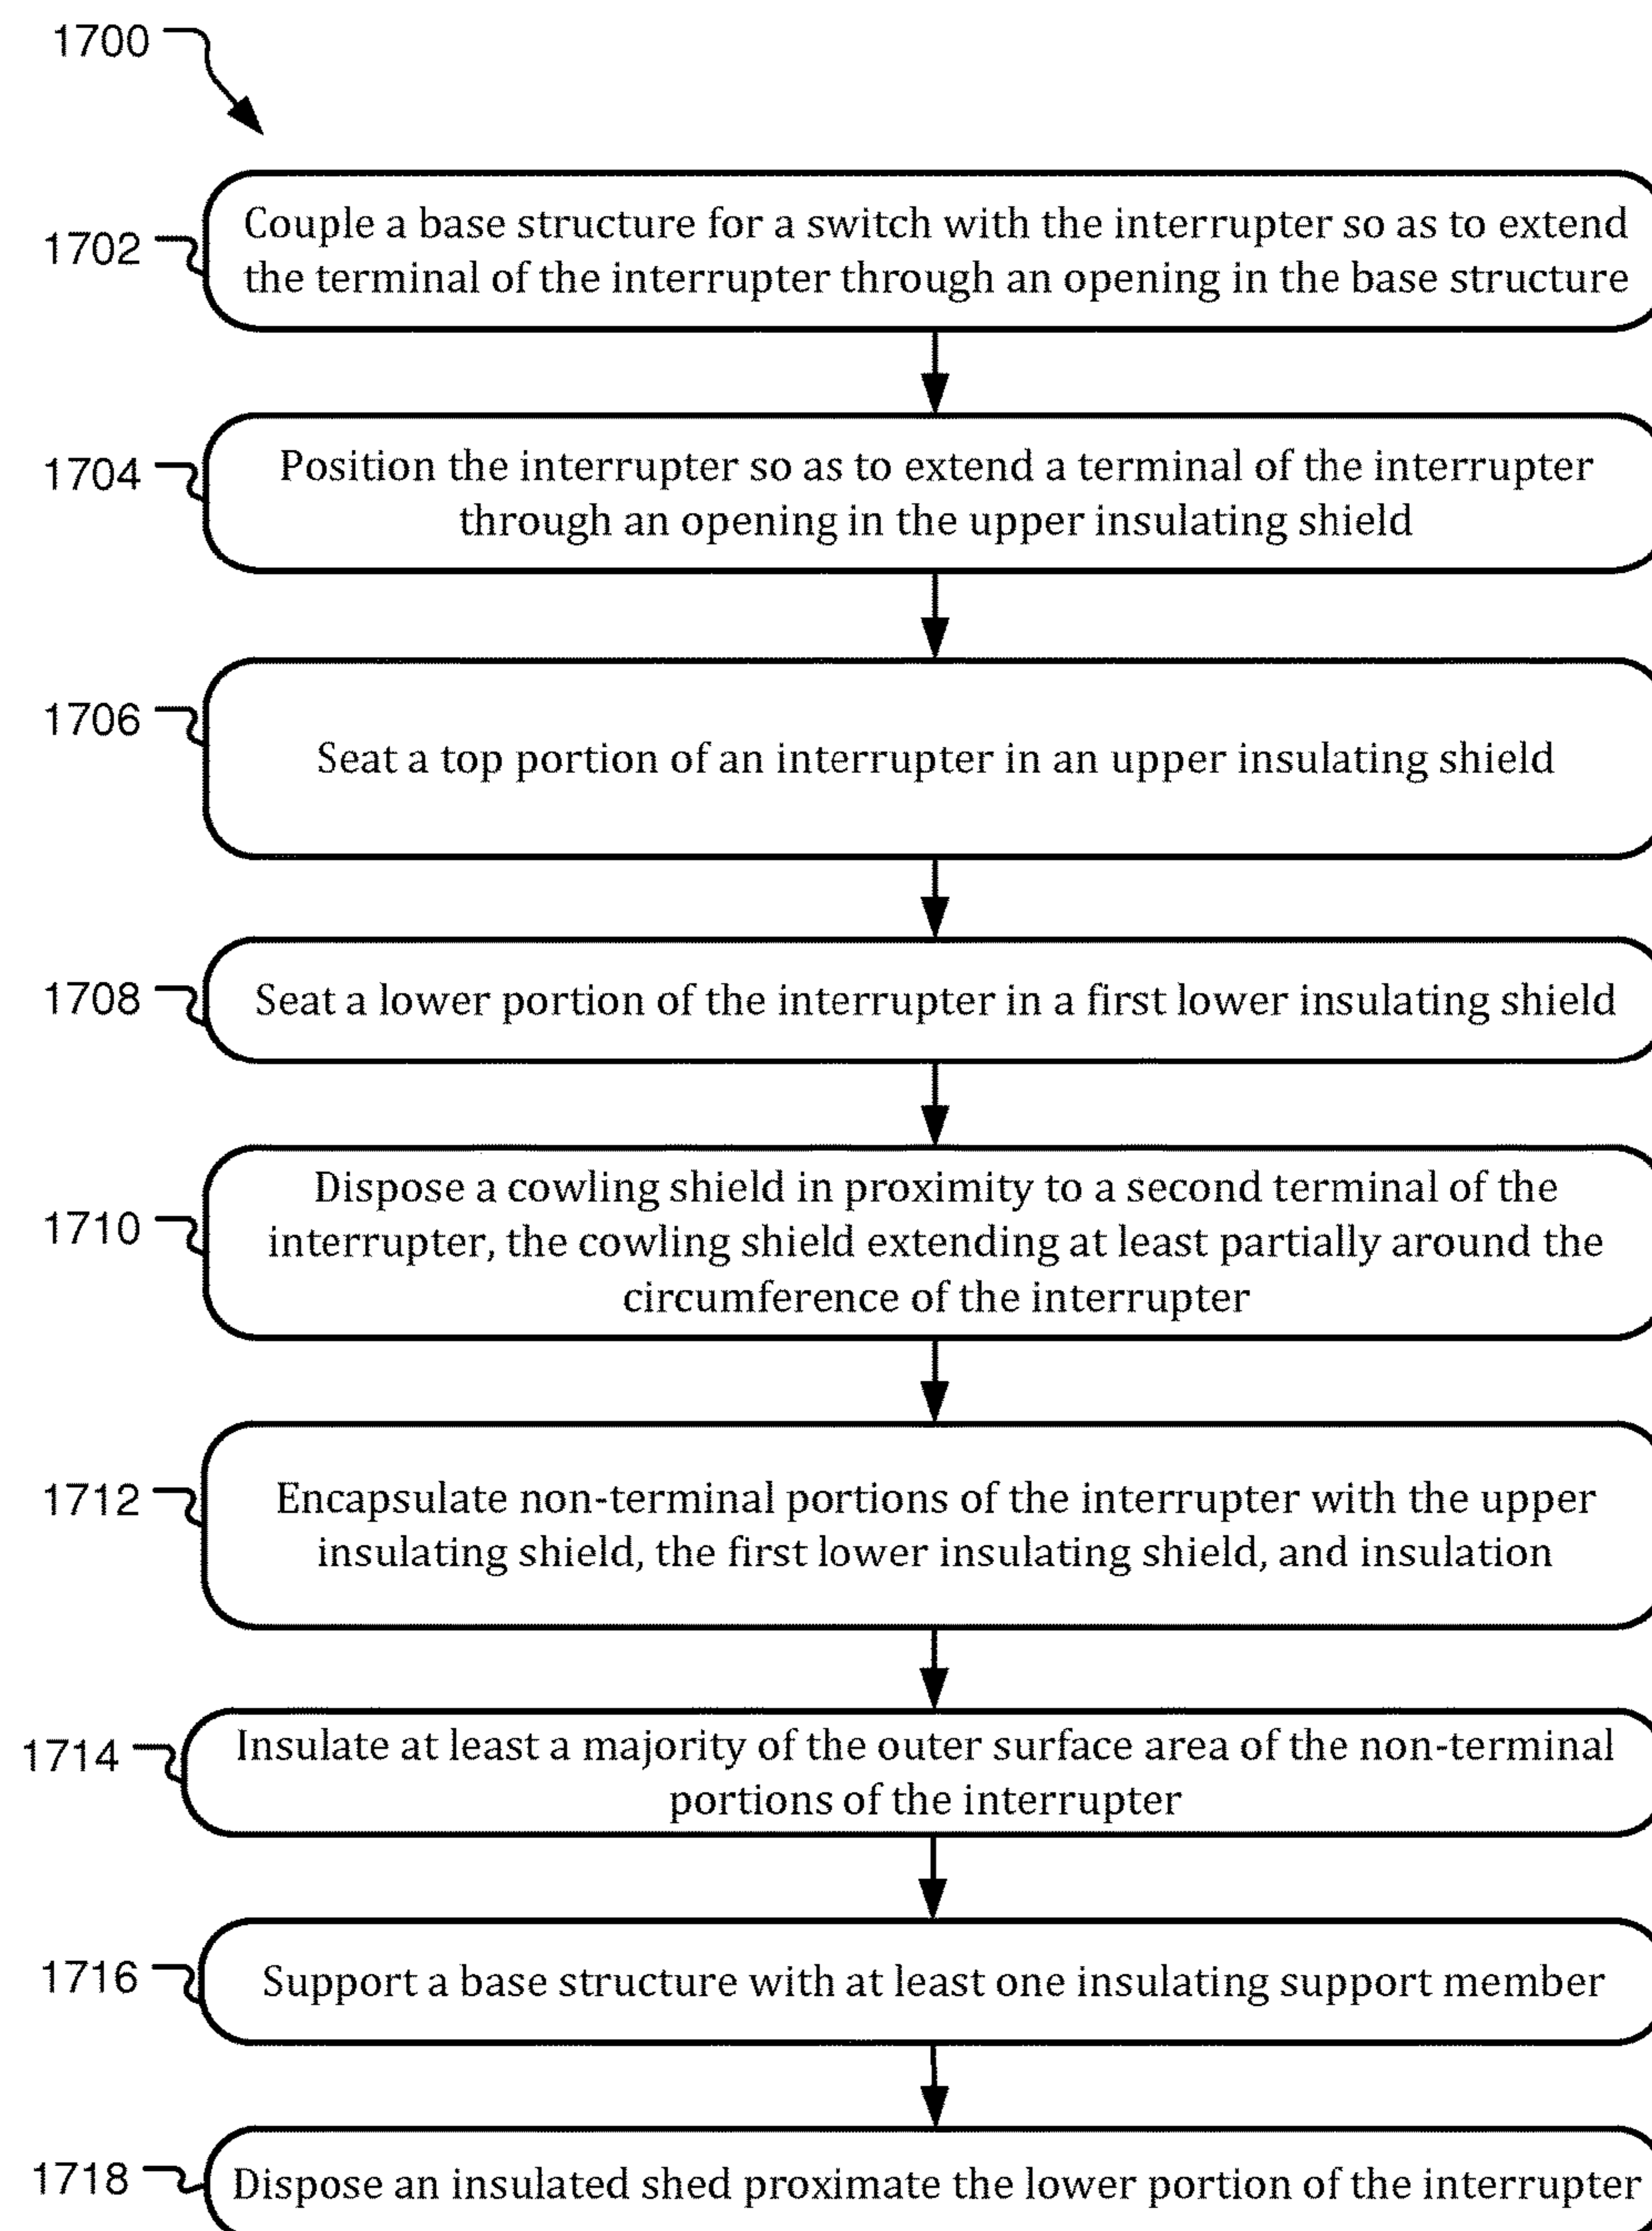 1700
1702
Couple a base structure for a switch with the interrupter so as to extend
the terminal of the interrupter through an opening in the base structure
1704
Position the interrupter so as to extend a terminal of the interrupter
through an opening in the upper insulating shield
1706
Seat a top portion of an interrupter in an upper insulating shield
1708
Seat a lower portion of the interrupter in a first lower insulating shield
1710
Dispose a cowling shield in proximity to a second terminal of the
interrupter, the cowling shield extending at least partially around the
circumference of the interrupter
1712
Encapsulate non-terminal portions of the interrupter with the upper
insulating shield, the first lower insulating shield, and insulation
1714
Insulate at least a majority of the outer surface area of the non-terminal
portions of the interrupter
1716
Support a base structure with at least one insulating support member
1718
Dispose an insulated shed proximate the lower portion of the interrupter